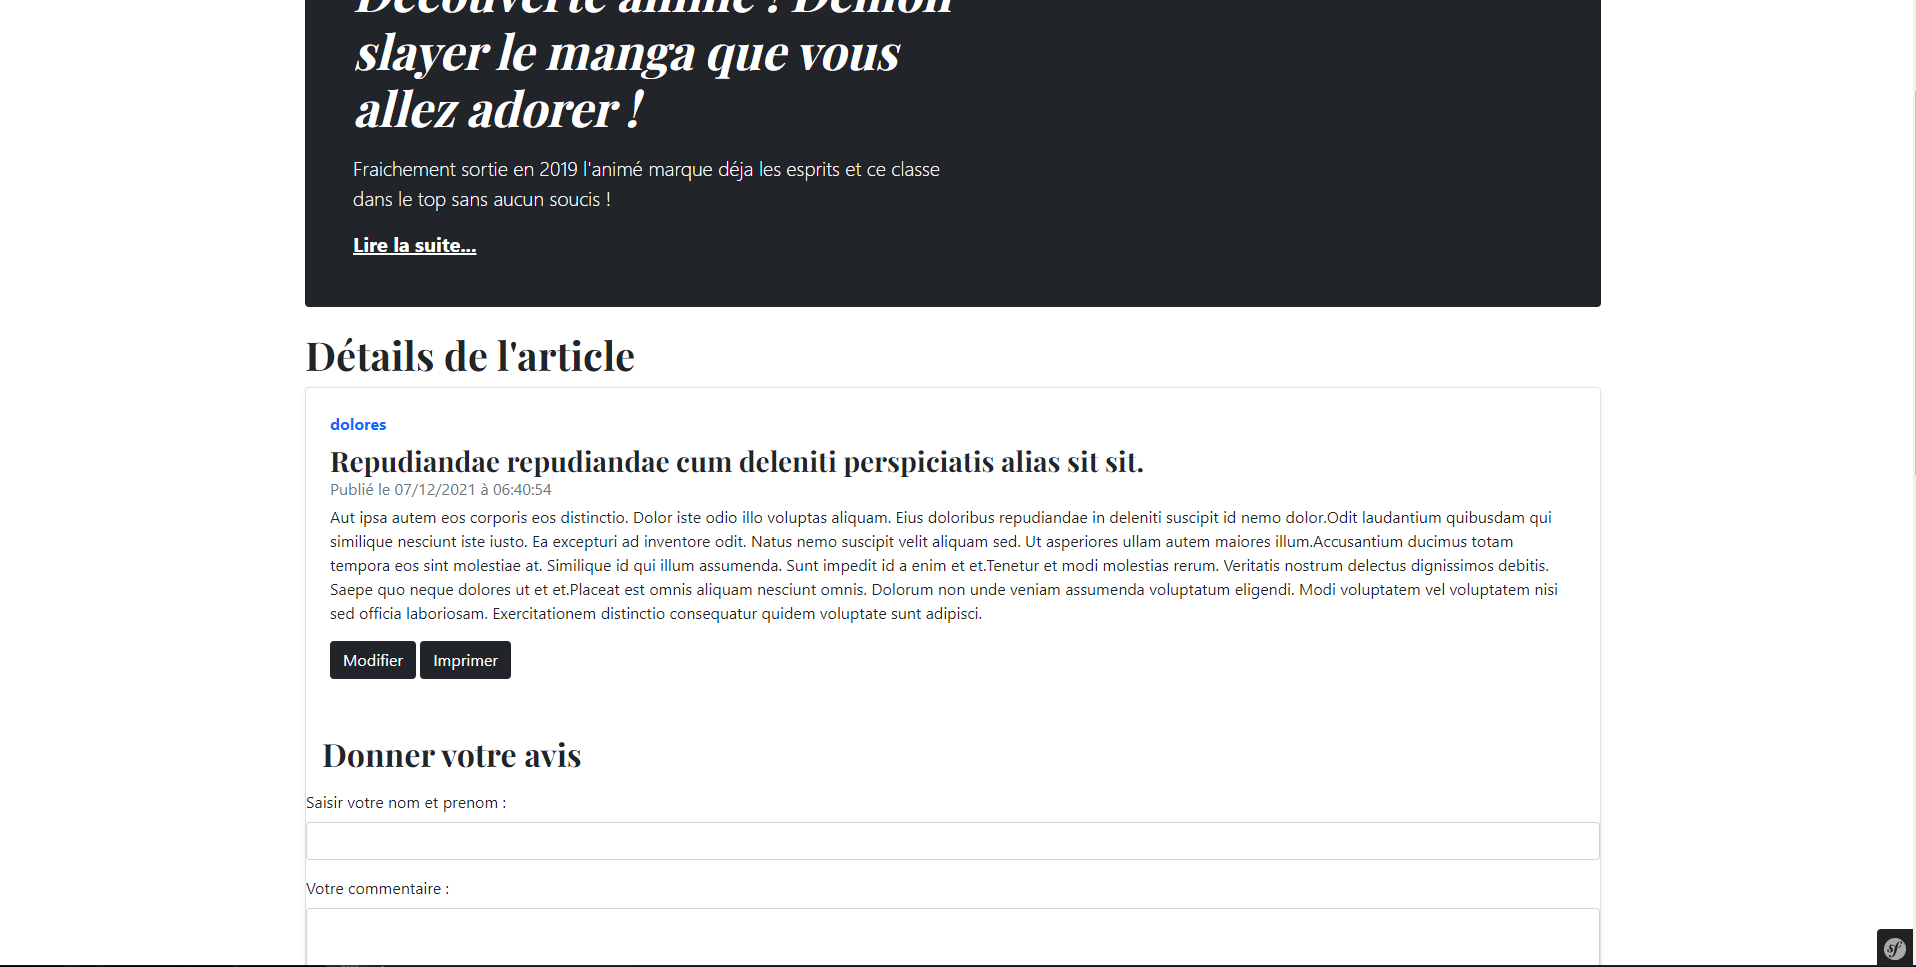 Découverte animé ! Demon
slayer le manga que vous
allez adorer !
Fraichement sortie en 2019 l'animé marque déja les esprits et ce classe
dans le top sans aucun soucis !
Lire la suite...
Détails de l'article
dolores
Repudiandae repudiandae cum deleniti perspiciatis alias sit sit.
Publié le 07/12/2021 à 06:40:54
Aut ipsa autem eos corporis eos distinctio. Dolor iste odio illo voluptas aliquam. Eius doloribus repudiandae in deleniti suscipit id nemo dolor.Odit laudantium quibusdam qui
similique nesciunt iste iusto. Ea excepturi ad inventore odit. Natus nemo suscipit velit aliquam sed. Ut asperiores ullam autem maiores illum.Accusantium ducimus totam
tempora eos sint molestiae at. Similique id qui illum assumenda. Sunt impedit id a enim et et.Tenetur et modi molestias rerum. Veritatis nostrum delectus dignissimos debitis.
Saepe quo neque dolores ut et et.Placeat est omnis aliquam nesciunt omnis. Dolorum non unde veniam assumenda voluptatum eligendi. Modi voluptatem vel voluptatem nisi
sed officia laboriosam. Exercitationem distinctio consequatur quidem voluptate sunt adipisci.
Modifier Imprimer
Donner votre avis
Saisir votre nom et prenom :
Votre commentaire :
sf